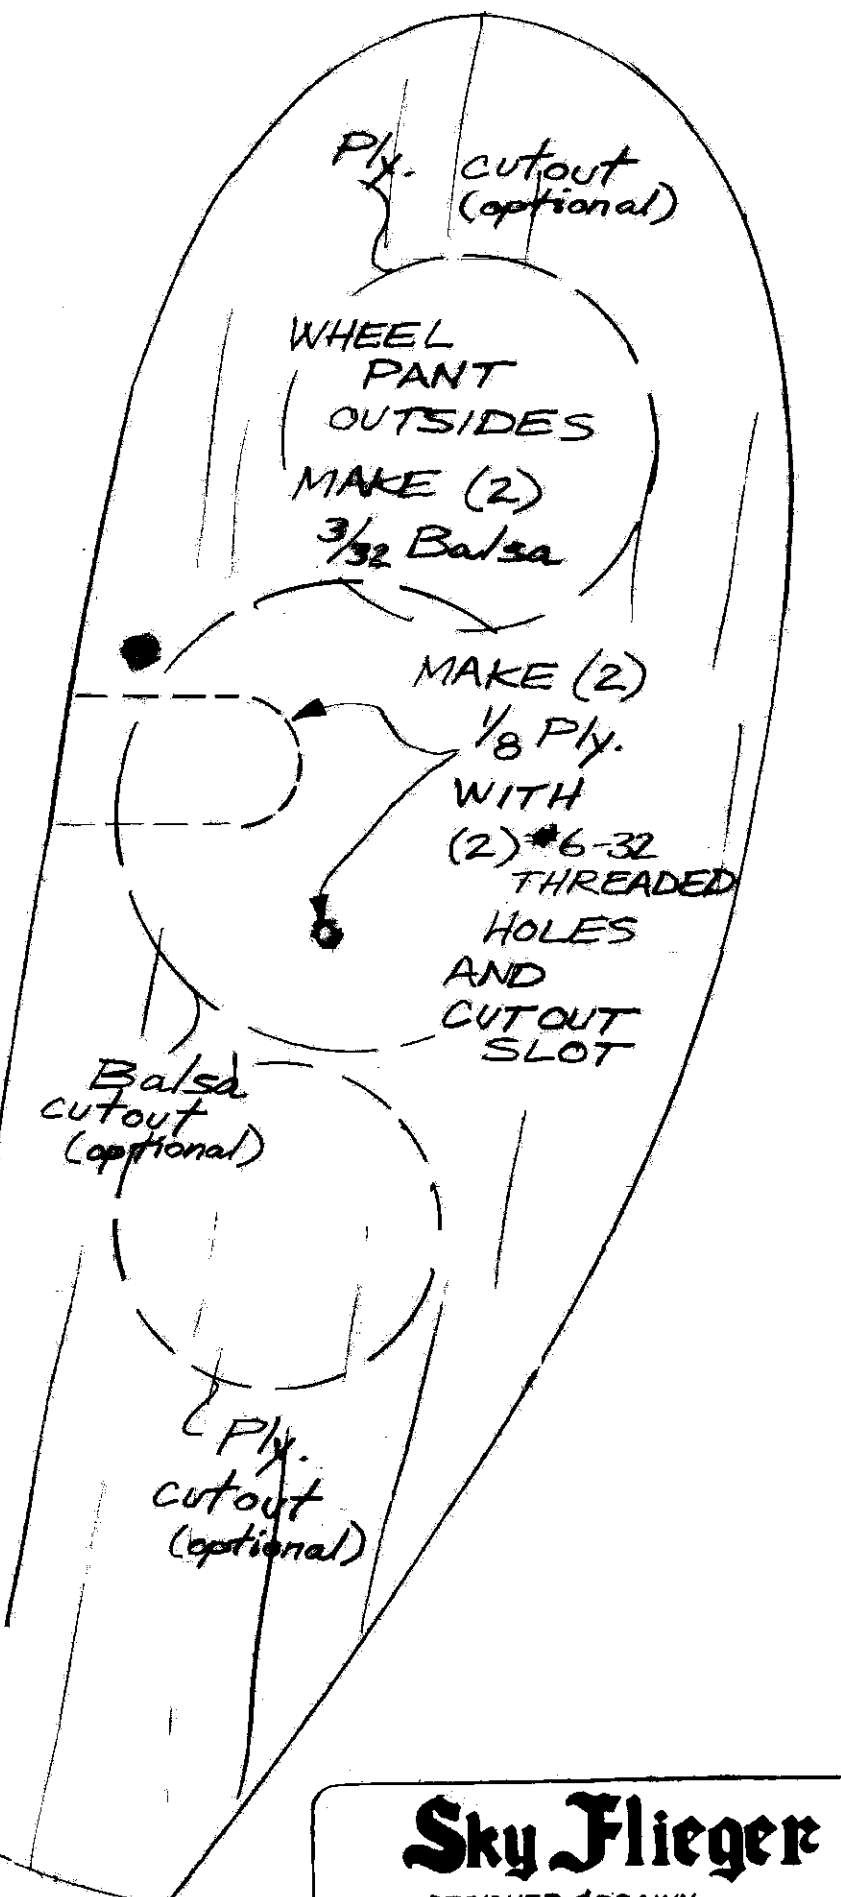 Ply. cutout
(optional)
WHEEL
PANT
OUTSIDES
MAKE (2)
3/32 Balsa
MAKE (2)
1/8 Ply.
WITH
(2) #6-32
THREADED
HOLES
AND
CUTOUT
SLOT
Balsa
cutout
(optional)
Ply.
cutout
(optional)
Sky Flieger